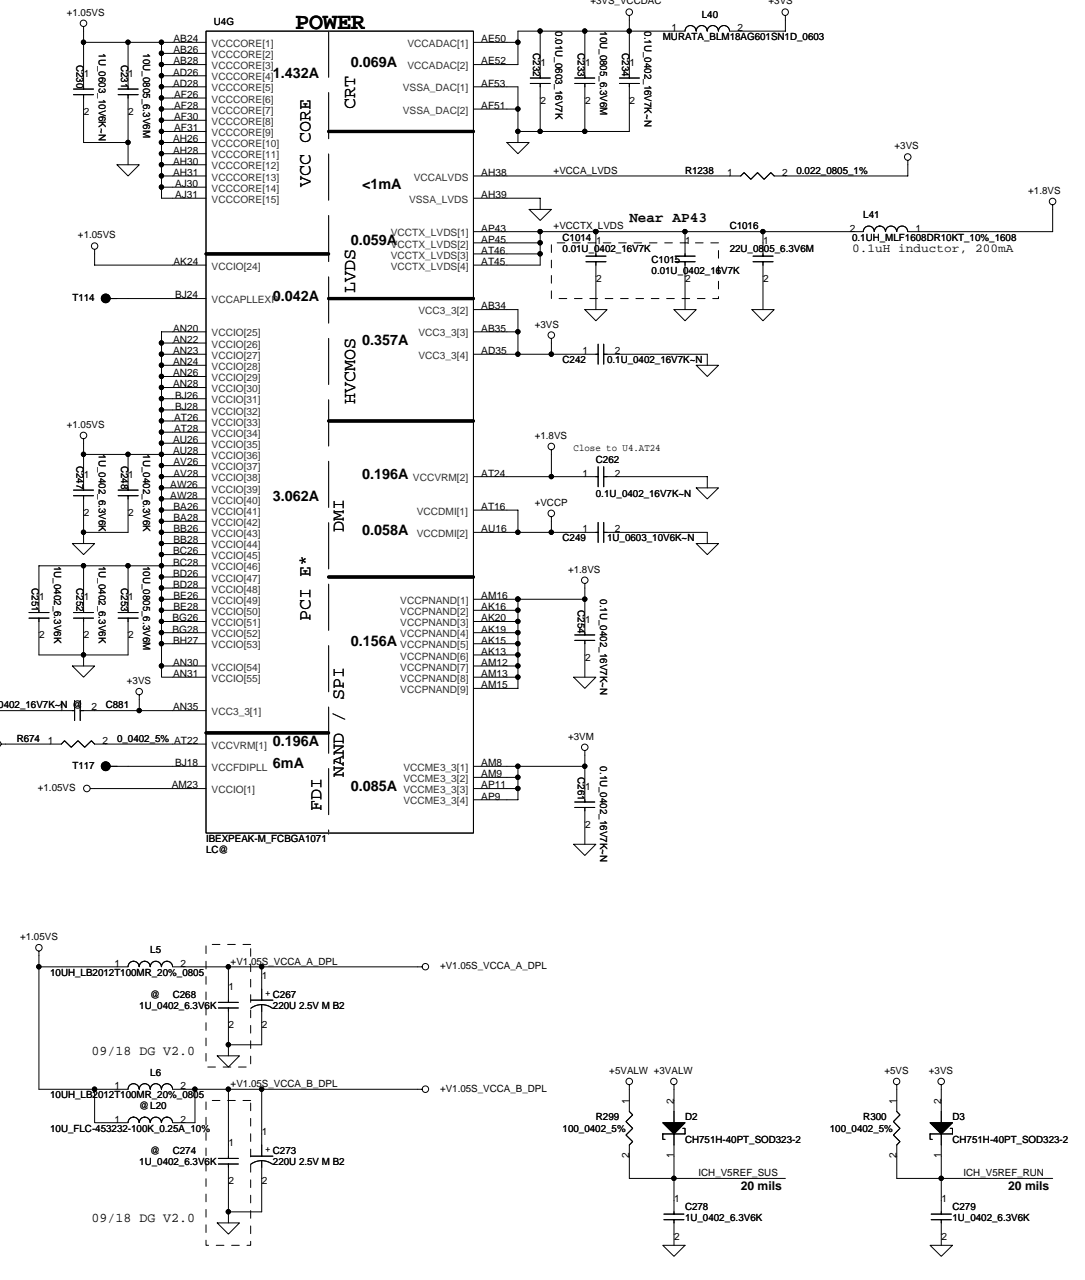 +1.05VS
U4G
POWER
+3VS_VCCDAC
L40
+3VS
1 2
MURATA_BLM18AG601SN1D_0603
C230
1U_0603_10V6K~N
C231
10U_0805_6.3V6M
AB24 VCCCORE[1]
AB26 VCCCORE[2]
AB28 VCCCORE[3]
AD26 VCCCORE[4]
AD28 VCCCORE[5]
AF26 VCCCORE[6]
AF28 VCCCORE[7]
AF30 VCCCORE[8]
AF31 VCCCORE[9]
AH26 VCCCORE[10]
AH28 VCCCORE[11]
AH30 VCCCORE[12]
AH31 VCCCORE[13]
AJ30 VCCCORE[14]
AJ31 VCCCORE[15]
1.432A
VCC CORE
CRT
0.069A
VCCADAC[1] AE50
VCCADAC[2] AE52
VSSA_DAC[1] AF53
VSSA_DAC[2] AF51
C232
0.01U_0603_16V7K
C233
10U_0805_6.3V6M
C234
0.1U_0402_16V7K~N
<1mA
VCCALVDS AH38 +VCCA_LVDS
R1238 1 2 0.022_0805_1%
+3VS
VSSA_LVDS AH39
LVDS
0.059A
VCCTX_LVDS[1] AP43 +VCCTX_LVDS
VCCTX_LVDS[2] AP45
VCCTX_LVDS[3] AT46
VCCTX_LVDS[4] AT45
Near AP43
C1014
0.01U_0402_16V7K
C1015
0.01U_0402_16V7K
C1016
22U_0805_6.3V6M
L41
+1.8VS
0.1UH_MLF1608DR10KT_10%_1608
0.1uH inductor, 200mA
+1.05VS
AK24 VCCIO[24]
T114 BJ24 VCCAPLLEXP 0.042A
HVCMOS
0.357A
VCC3_3[2] AB34
VCC3_3[3] AB35
VCC3_3[4] AD35
+3VS
C242 1 2 0.1U_0402_16V7K~N
AN20 VCCIO[25]
AN22 VCCIO[26]
AN23 VCCIO[27]
AN24 VCCIO[28]
AN26 VCCIO[29]
AN28 VCCIO[30]
BJ26 VCCIO[31]
BJ28 VCCIO[32]
AT26 VCCIO[33]
AT28 VCCIO[34]
AU26 VCCIO[35]
AU28 VCCIO[36]
AV26 VCCIO[37]
AV28 VCCIO[38]
AW26 VCCIO[39]
AW28 VCCIO[40]
BA26 VCCIO[41]
BA28 VCCIO[42]
BB26 VCCIO[43]
BB28 VCCIO[44]
BC26 VCCIO[45]
BC28 VCCIO[46]
BD26 VCCIO[47]
BD28 VCCIO[48]
BE26 VCCIO[49]
BE28 VCCIO[50]
BG26 VCCIO[51]
BG28 VCCIO[52]
BH27 VCCIO[53]
AN30 VCCIO[54]
AN31 VCCIO[55]
3.062A
PCI E*
+1.05VS
C247
1U_0402_6.3V6K
C248
1U_0402_6.3V6K
C251
1U_0402_6.3V6K
C252
1U_0402_6.3V6K
C253
10U_0805_6.3V6M
DMI
0.196A
VCCVRM[2] AT24
+1.8VS
Close to U4.AT24
C262
1 2
0.1U_0402_16V7K~N
0.058A
VCCDMI[1] AT16
VCCDMI[2] AU16
+VCCP
C249 1 2 1U_0603_10V6K~N
NAND / SPI
0.156A
VCCPNAND[1] AM16
VCCPNAND[2] AK16
VCCPNAND[3] AK20
VCCPNAND[4] AK19
VCCPNAND[5] AK15
VCCPNAND[6] AK13
VCCPNAND[7] AM12
VCCPNAND[8] AM13
VCCPNAND[9] AM15
+1.8VS
C254
0.1U_0402_16V7K~N
+3VS
0402_16V7K~N @ 2 C881 AN35 VCC3_3[1]
R674 1 2 0_0402_5% AT22 VCCVRM[1] 0.196A
T117 BJ18 VCCFDIPLL 6mA
+1.05VS AM23 VCCIO[1]
FDI
0.085A
VCCME3_3[1] AM8
VCCME3_3[2] AM9
VCCME3_3[3] AP11
VCCME3_3[4] AP9
+3VM
C261
0.1U_0402_16V7K~N
IBEXPEAK-M_FCBGA1071
LC@
+1.05VS
L5
1 2
10UH_LB2012T100MR_20%_0805
+V1.05S_VCCA_A_DPL
+V1.05S_VCCA_A_DPL
@ C268
1U_0402_6.3V6K
C267
220U 2.5V M B2
09/18 DG V2.0
L6
1 2
10UH_LB2012T100MR_20%_0805
+V1.05S_VCCA_B_DPL
+V1.05S_VCCA_B_DPL
@ L20
1 2
10U_FLC-453232-100K_0.25A_10%
@ C274
1U_0402_6.3V6K
C273
220U 2.5V M B2
09/18 DG V2.0
+5VALW +3VALW
R299
100_0402_5%
D2
CH751H-40PT_SOD323-2
ICH_V5REF_SUS
20 mils
C278
1U_0402_6.3V6K
+5VS +3VS
R300
100_0402_5%
D3
CH751H-40PT_SOD323-2
ICH_V5REF_RUN
20 mils
C279
1U_0402_6.3V6K